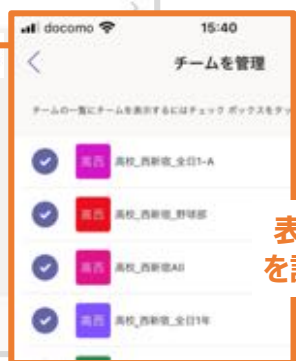 docomo 15:40
チームを管理
チームの一覧にチームを表示するにはチェック ボックスをタッ
高西 高校_西新宿_全日1-A
高西 高校_西新宿_野球部
高西 高校_西新宿All
高西 高校_西新宿_全日1年
表
を